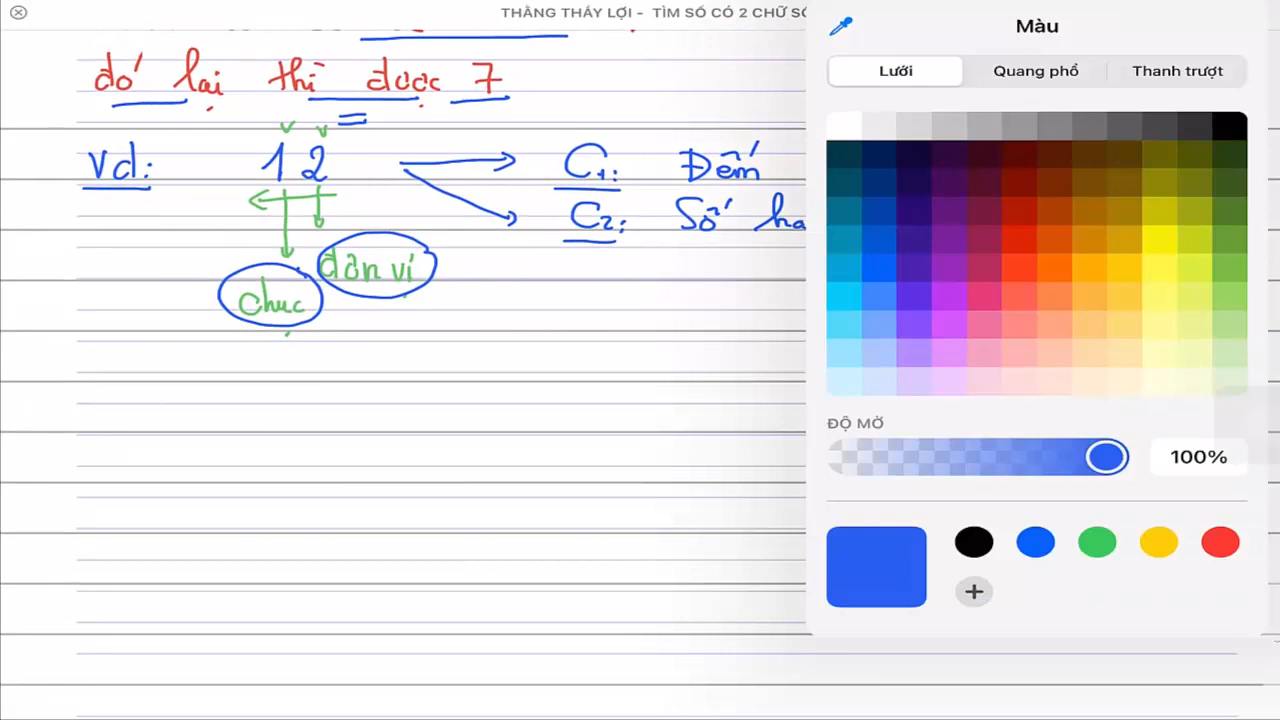 THẰNG THẦY LỢI - TÌM SỐ CÓ 2 CHỮ SỐ
đó lại thì được 7
Vd: 12 C1: Đếm
C2: Số
đơn vị
chục
Màu
Lưới Quang phổ Thanh trượt
ĐỘ MỜ
100%